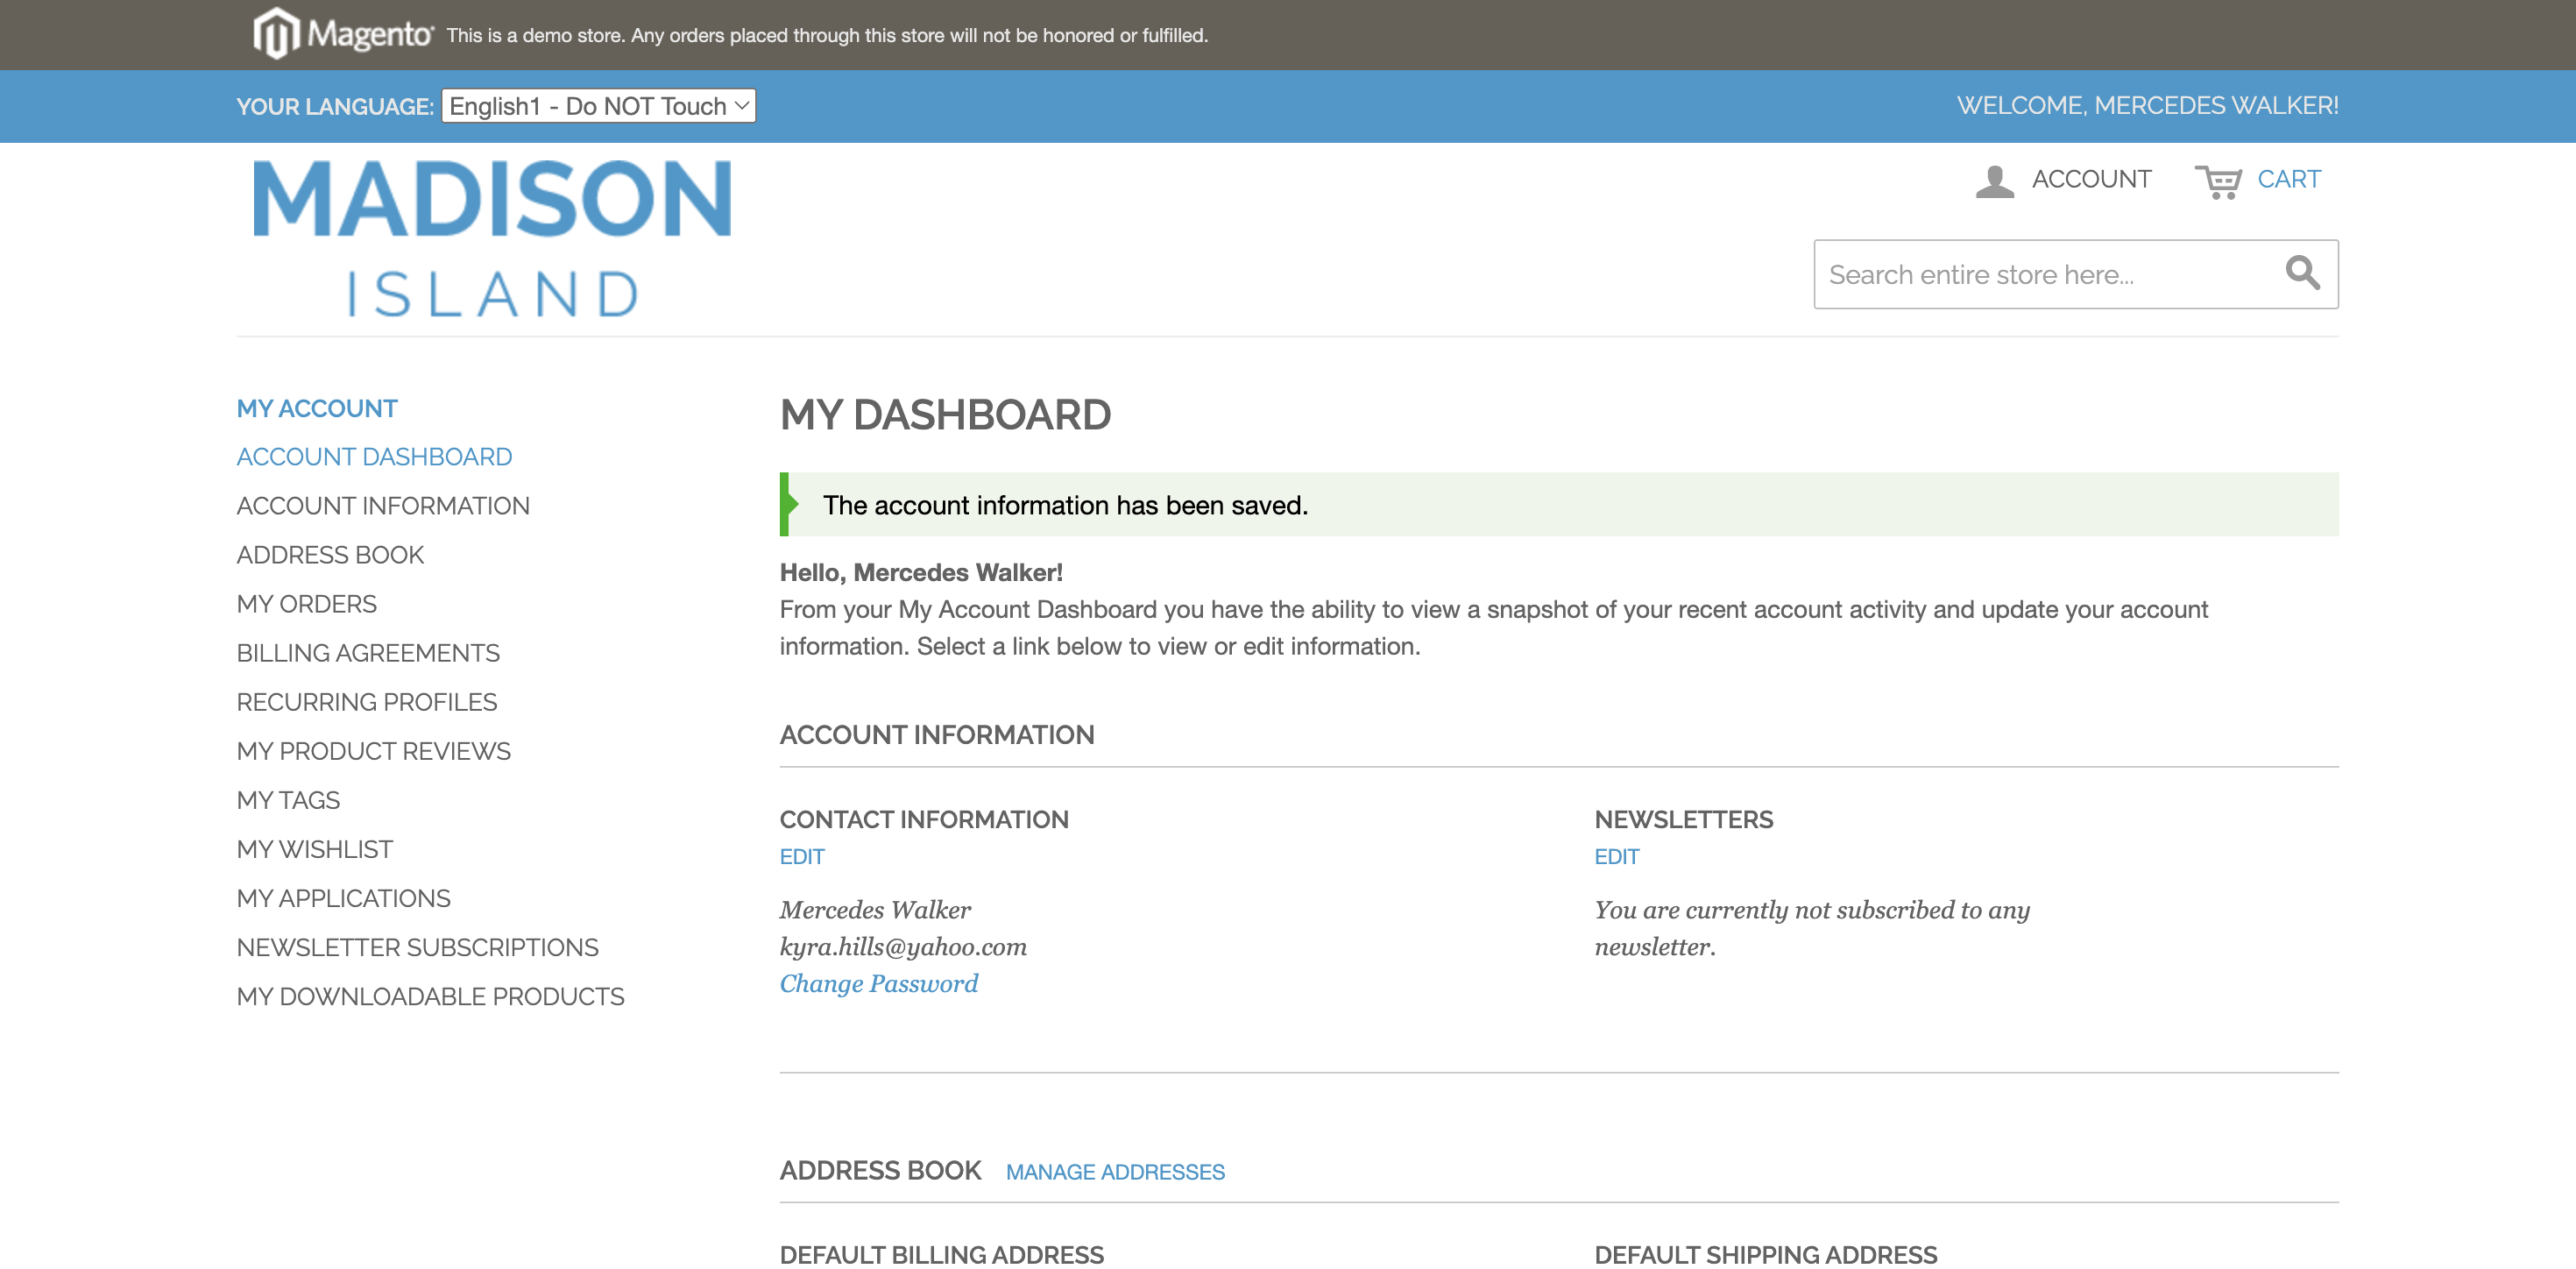 Magento® This is a demo store. Any orders placed through this store will not be honored or fulfilled.
YOUR LANGUAGE: English1 - Do NOT Touch
WELCOME, MERCEDES WALKER!
MADISON
ISLAND
ACCOUNT
CART
Search entire store here...
MY ACCOUNT
ACCOUNT DASHBOARD
ACCOUNT INFORMATION
ADDRESS BOOK
MY ORDERS
BILLING AGREEMENTS
RECURRING PROFILES
MY PRODUCT REVIEWS
MY TAGS
MY WISHLIST
MY APPLICATIONS
NEWSLETTER SUBSCRIPTIONS
MY DOWNLOADABLE PRODUCTS
MY DASHBOARD
The account information has been saved.
Hello, Mercedes Walker!
From your My Account Dashboard you have the ability to view a snapshot of your recent account activity and update your account
information. Select a link below to view or edit information.
ACCOUNT INFORMATION
CONTACT INFORMATION
EDIT
Mercedes Walker
kyra.hills@yahoo.com
Change Password
NEWSLETTERS
EDIT
You are currently not subscribed to any
newsletter.
ADDRESS BOOK MANAGE ADDRESSES
DEFAULT BILLING ADDRESS
DEFAULT SHIPPING ADDRESS